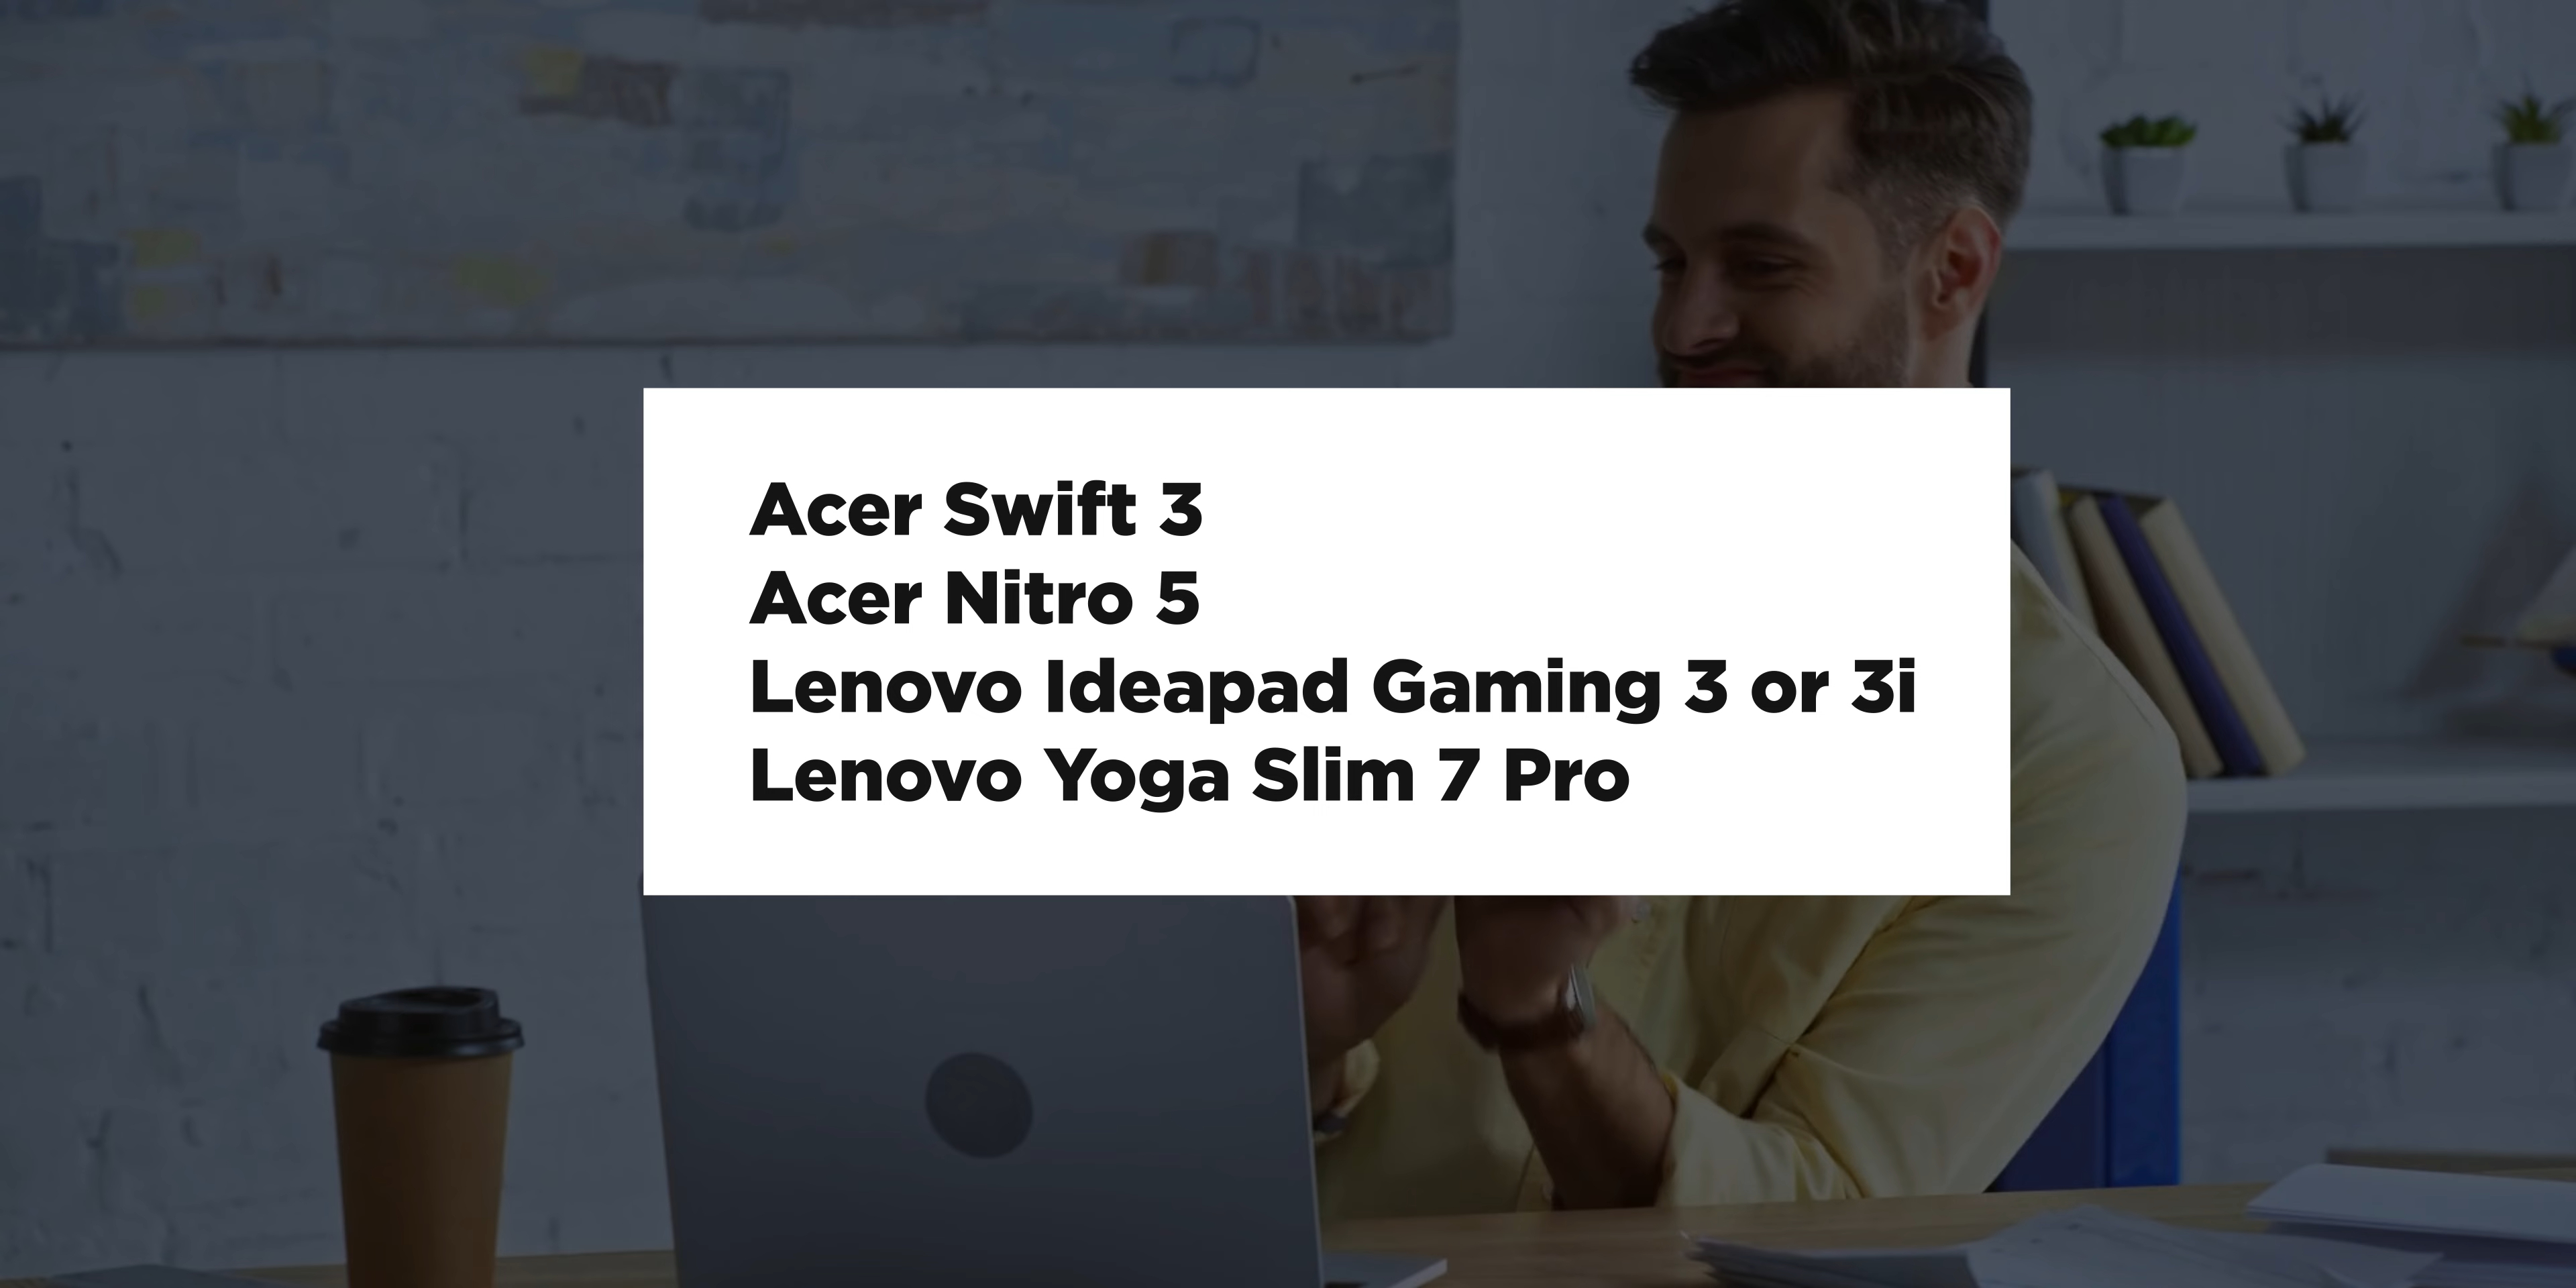 Acer Swift 3
Acer Nitro 5
Lenovo Ideapad Gaming 3 or 3i
Lenovo Yoga Slim 7 Pro